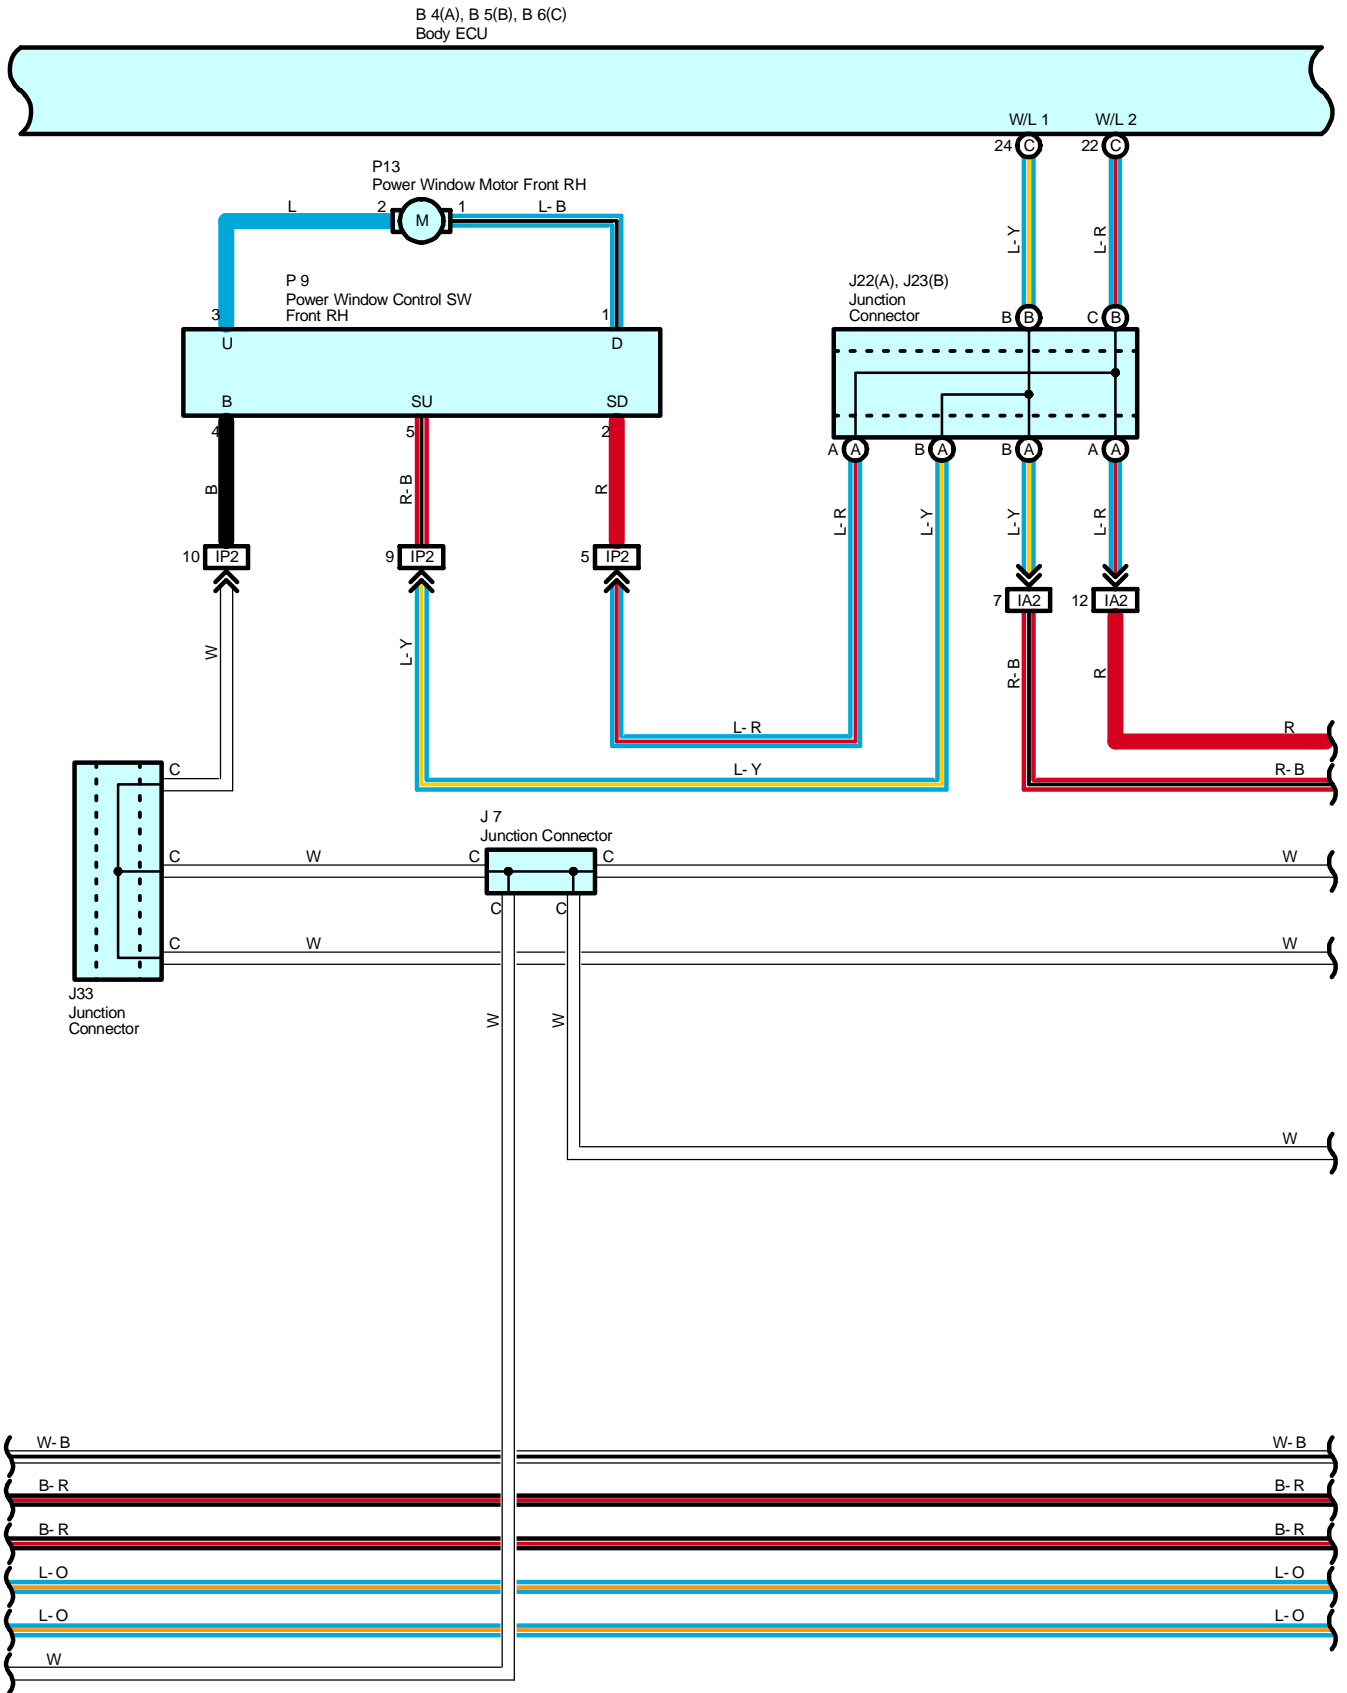 B 4(A), B 5(B), B 6(C)
Body ECU
W/L 1 W/L 2
24 C 22 C
P13
Power Window Motor Front RH
L 2 M 1 L- B
L- Y L- R
P 9
Power Window Control SW
Front RH
J22(A), J23(B)
Junction
Connector
3 1 B B C B
U D
B SU SD
4 5 2
A A B A B A A A
B R- B R
L- R L- Y L- Y L- R
10 IP2 9 IP2 5 IP2
7 IA2 12 IA2
W L- Y R- B R
L- R R
L- Y R- B
C
J 7
Junction Connector
C W C C W
C C
C W W
J33
Junction
Connector
W W
W
W- B W- B
B- R B- R
B- R B- R
L- O L- O
L- O L- O
W